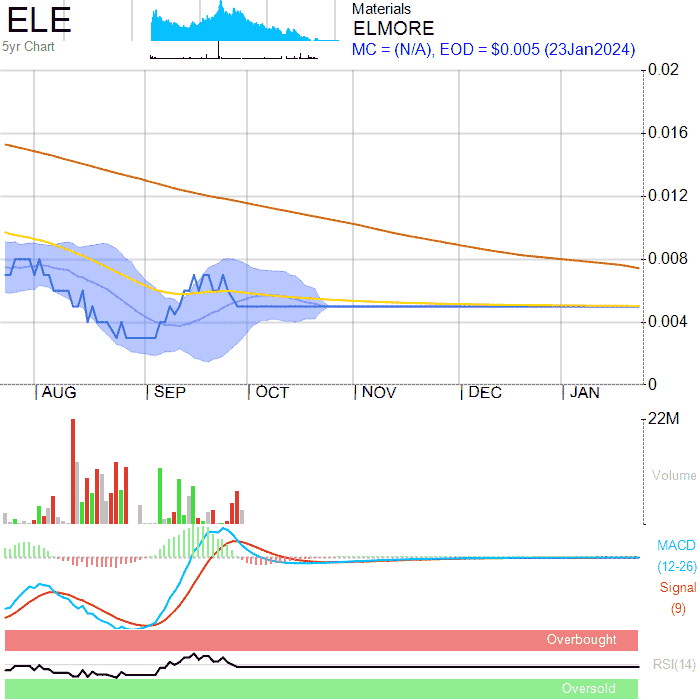 ELE
5yr Chart
Materials
ELMORE
MC = (N/A), EOD = $0.005 (23Jan2024)
0.02
0.016
0.012
0.008
0.004
0
AUG SEP OCT NOV DEC JAN
22M
Volume
MACD
(12-26)
Signal
(9)
Overbought
RSI(14)
Oversold